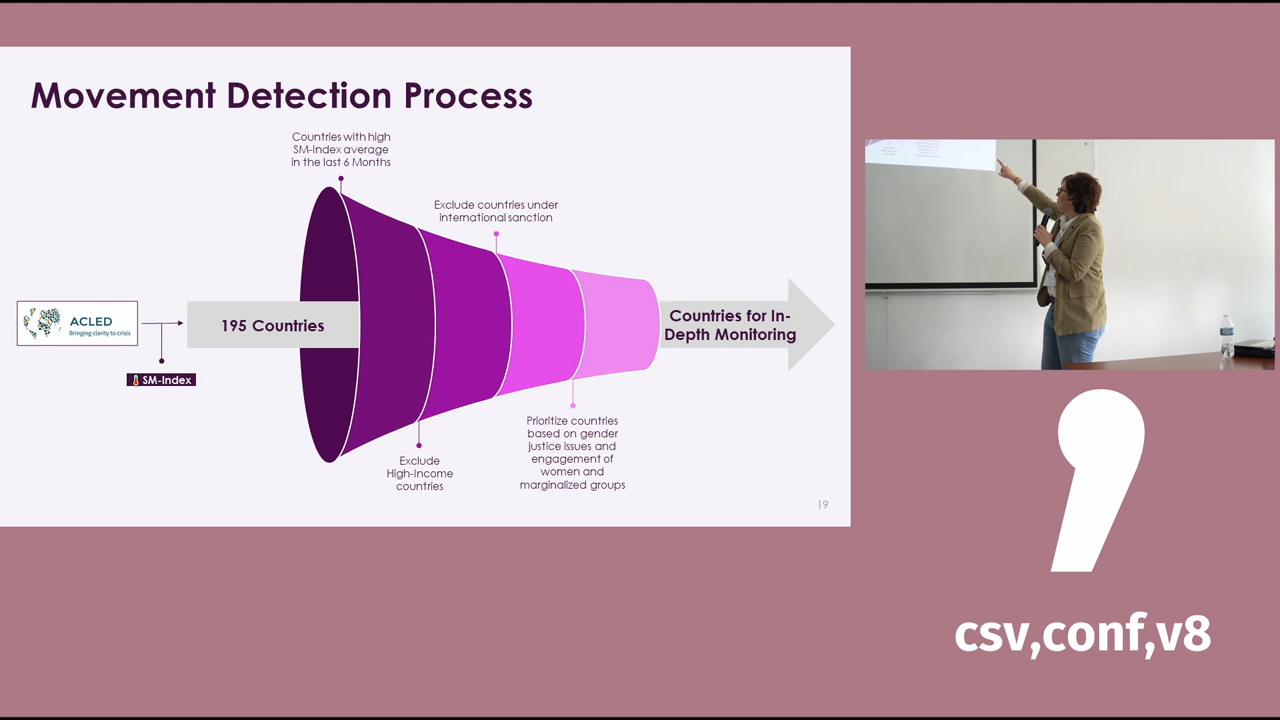 Movement Detection Process
Countries with high
SM-Index average
in the last 6 Months
Exclude countries under
international sanction
ACLED
Bringing clarity to crisis
SM-Index
195 Countries
Countries for In-
Depth Monitoring
Exclude
High-Income
countries
Prioritize countries
based on gender
justice issues and
engagement of
women and
marginalized groups
19
csv,conf,v8